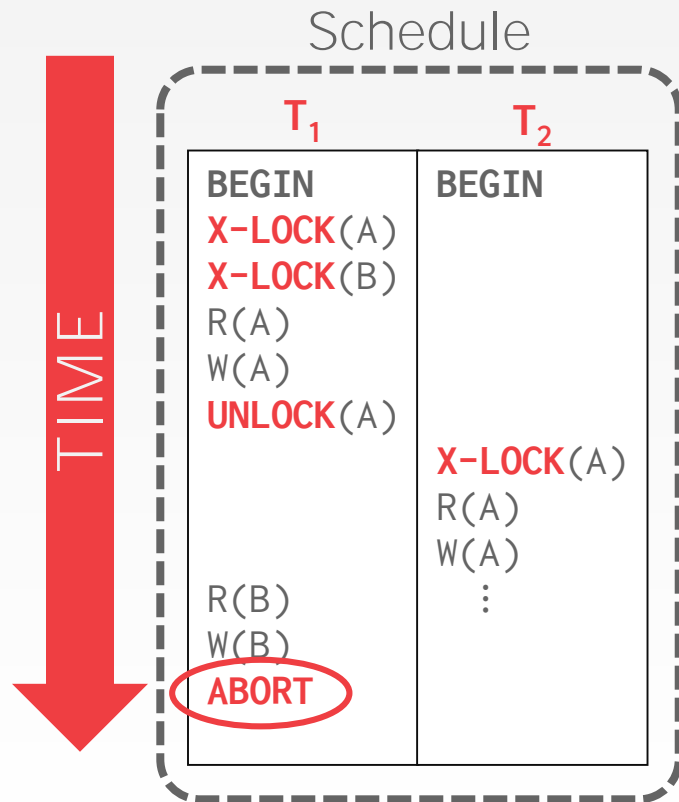 Schedule
TIME
T₁ T₂
BEGIN BEGIN
X-LOCK(A)
X-LOCK(B)
R(A)
W(A)
UNLOCK(A)
X-LOCK(A)
R(A)
W(A)
R(B) ⋮
W(B)
ABORT